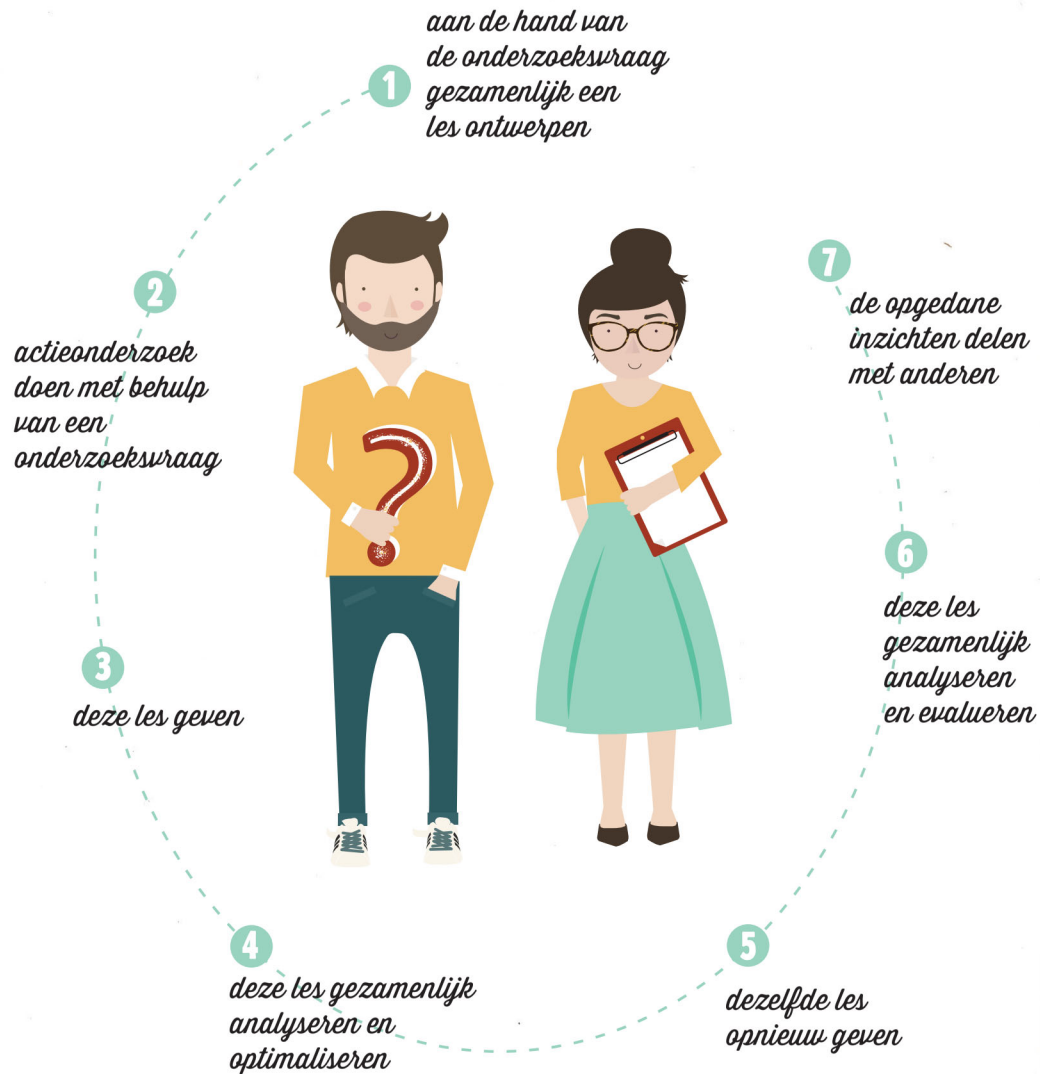 1
aan de hand van
de onderzoeksvraag
gezamenlijk een
les ontwerpen
2
actieonderzoek
doen met behulp
van een
onderzoeksvraag
3
deze les geven
4
deze les gezamenlijk
analyseren en
optimaliseren
5
dezelfde les
opnieuw geven
6
deze les
gezamenlijk
analyseren
en evalueren
7
de opgedane
inzichten delen
met anderen
?